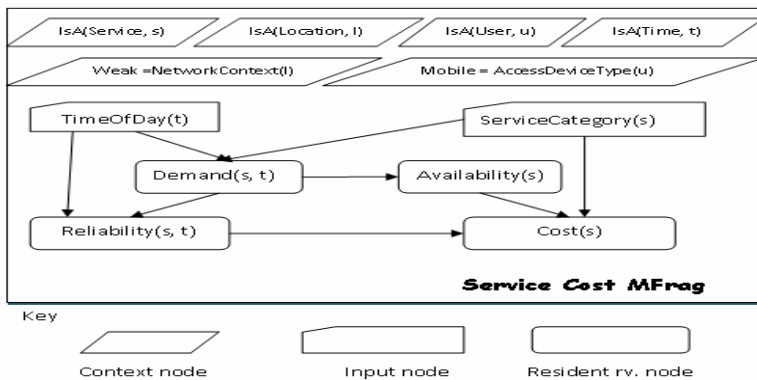 IsA(Service, s) IsA(Location, l) IsA(User, u) IsA(Time, t)
Weak =NetworkContext(l) Mobile = AccessDeviceType(u)
TimeOfDay(t) ServiceCategory(s)
Demand(s, t) Availability(s)
Reliability(s, t) Cost(s)
Service Cost MFrag
Key
Context node Input node Resident rv. node